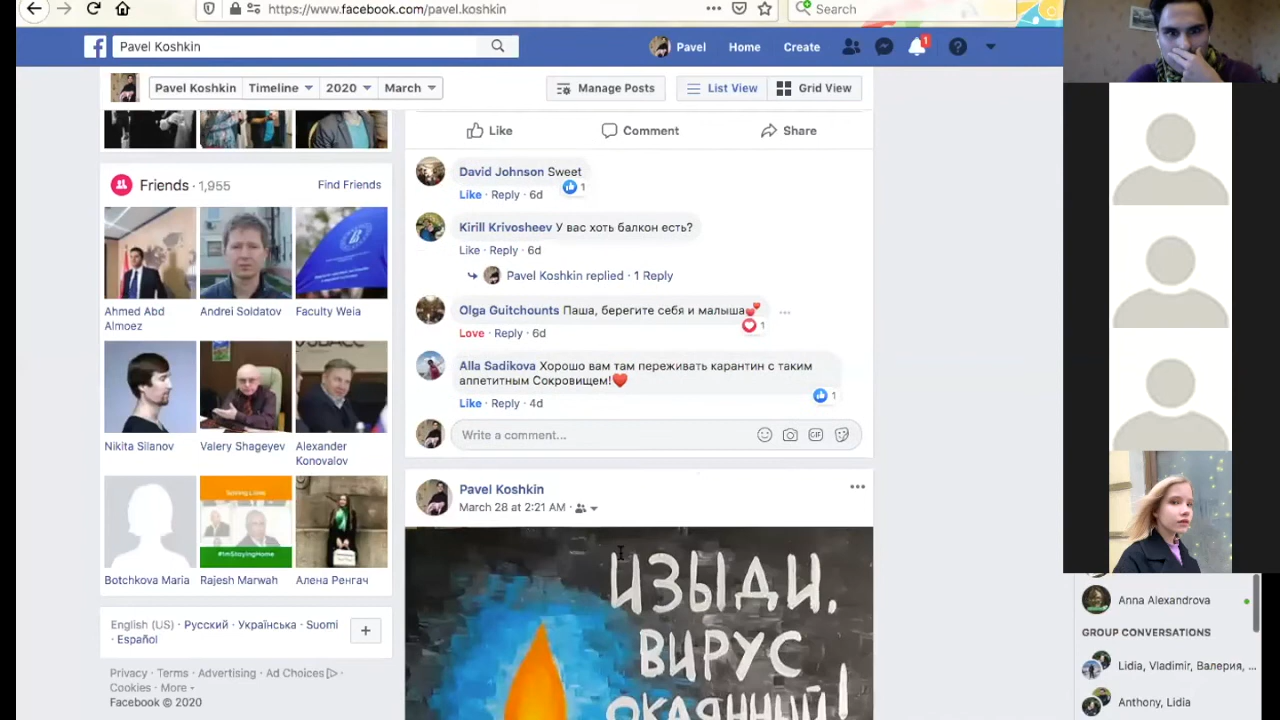 https://www.facebook.com/pavel.koshkin
Search
Pavel Koshkin
Pavel
Home
Create
1
Pavel Koshkin
Timeline
2020
March
Manage Posts
List View
Grid View
Friends · 1,955
Find Friends
Ahmed Abd
Almoez
Andrei Soldatov
Faculty Weia
Nikita Silanov
Valery Shageyev
Alexander
Konovalov
Botchkova Maria
#ImStayingHome
Rajesh Marwah
Алена Ренгач
English (US) · Русский · Українська · Suomi
· Español
Privacy · Terms · Advertising · Ad Choices ·
Cookies · More
Facebook © 2020
Like
Comment
Share
David Johnson Sweet
Like · Reply · 6d
1
Kirill Krivosheev У вас хоть балкон есть?
Like · Reply · 6d
Pavel Koshkin replied · 1 Reply
Olga Guitchounts Паша, берегите себя и малыша💕
Love · Reply · 6d
1
Alla Sadikova Хорошо вам там переживать карантин с таким
аппетитным Сокровищем!❤️
Like · Reply · 4d
1
Write a comment...
GIF
Pavel Koshkin
March 28 at 2:21 AM ·
ИЗЫДИ,
ВИРУС
ОКАЯННЫЙ!
Anna Alexandrova
GROUP CONVERSATIONS
Lidia, Vladimir, Валерия, ...
Anthony, Lidia